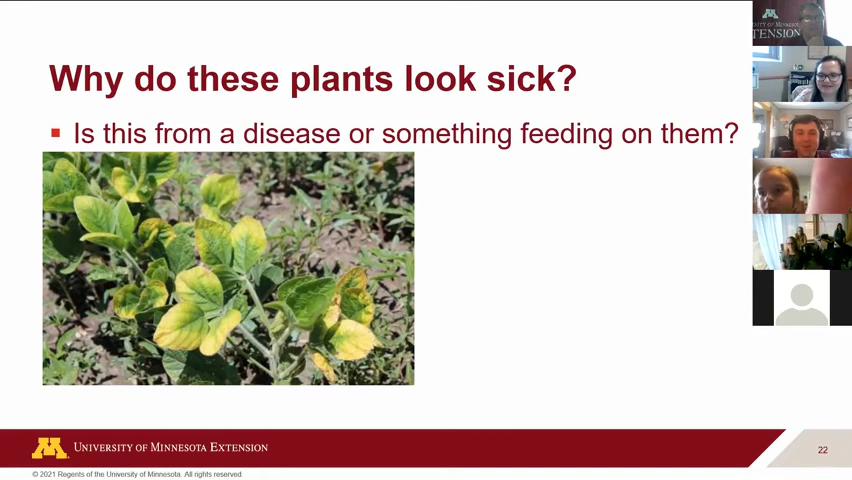 Why do these plants look sick?
▪ Is this from a disease or something feeding on them?
UNIVERSITY OF MINNESOTA EXTENSION
22
© 2021 Regents of the University of Minnesota. All rights reserved.